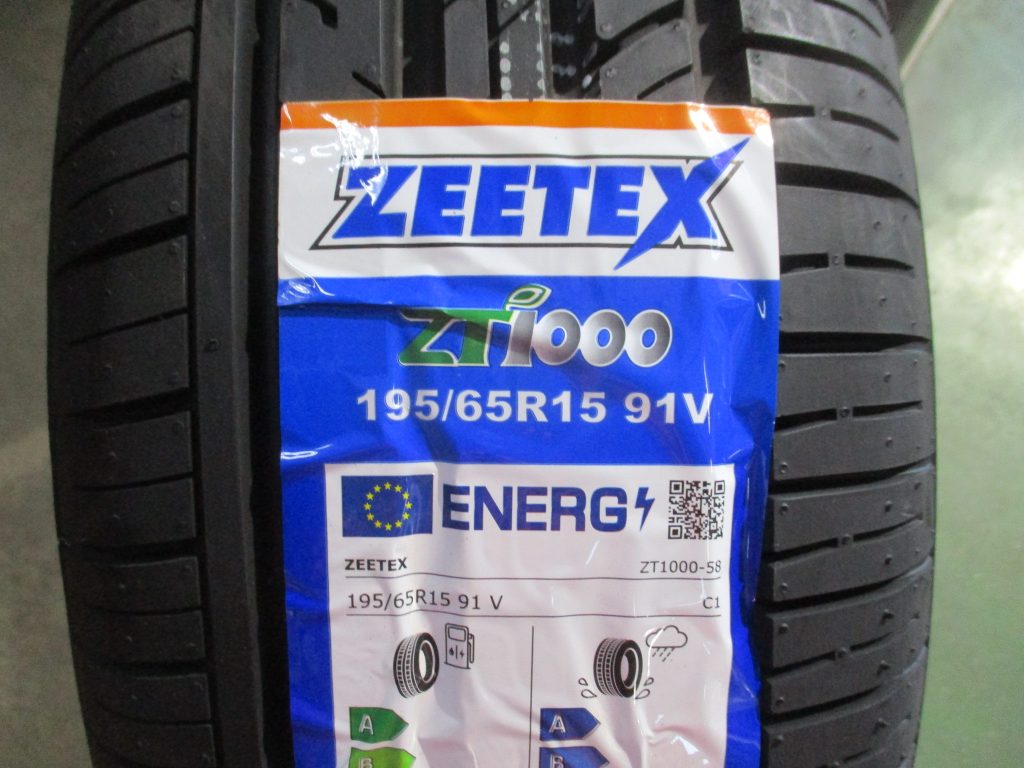 ZEETEX
ZT1000
195/65R15 91V
ENERG
ZEETEX ZT1000-58
195/65R15 91 V C1
A A
B B